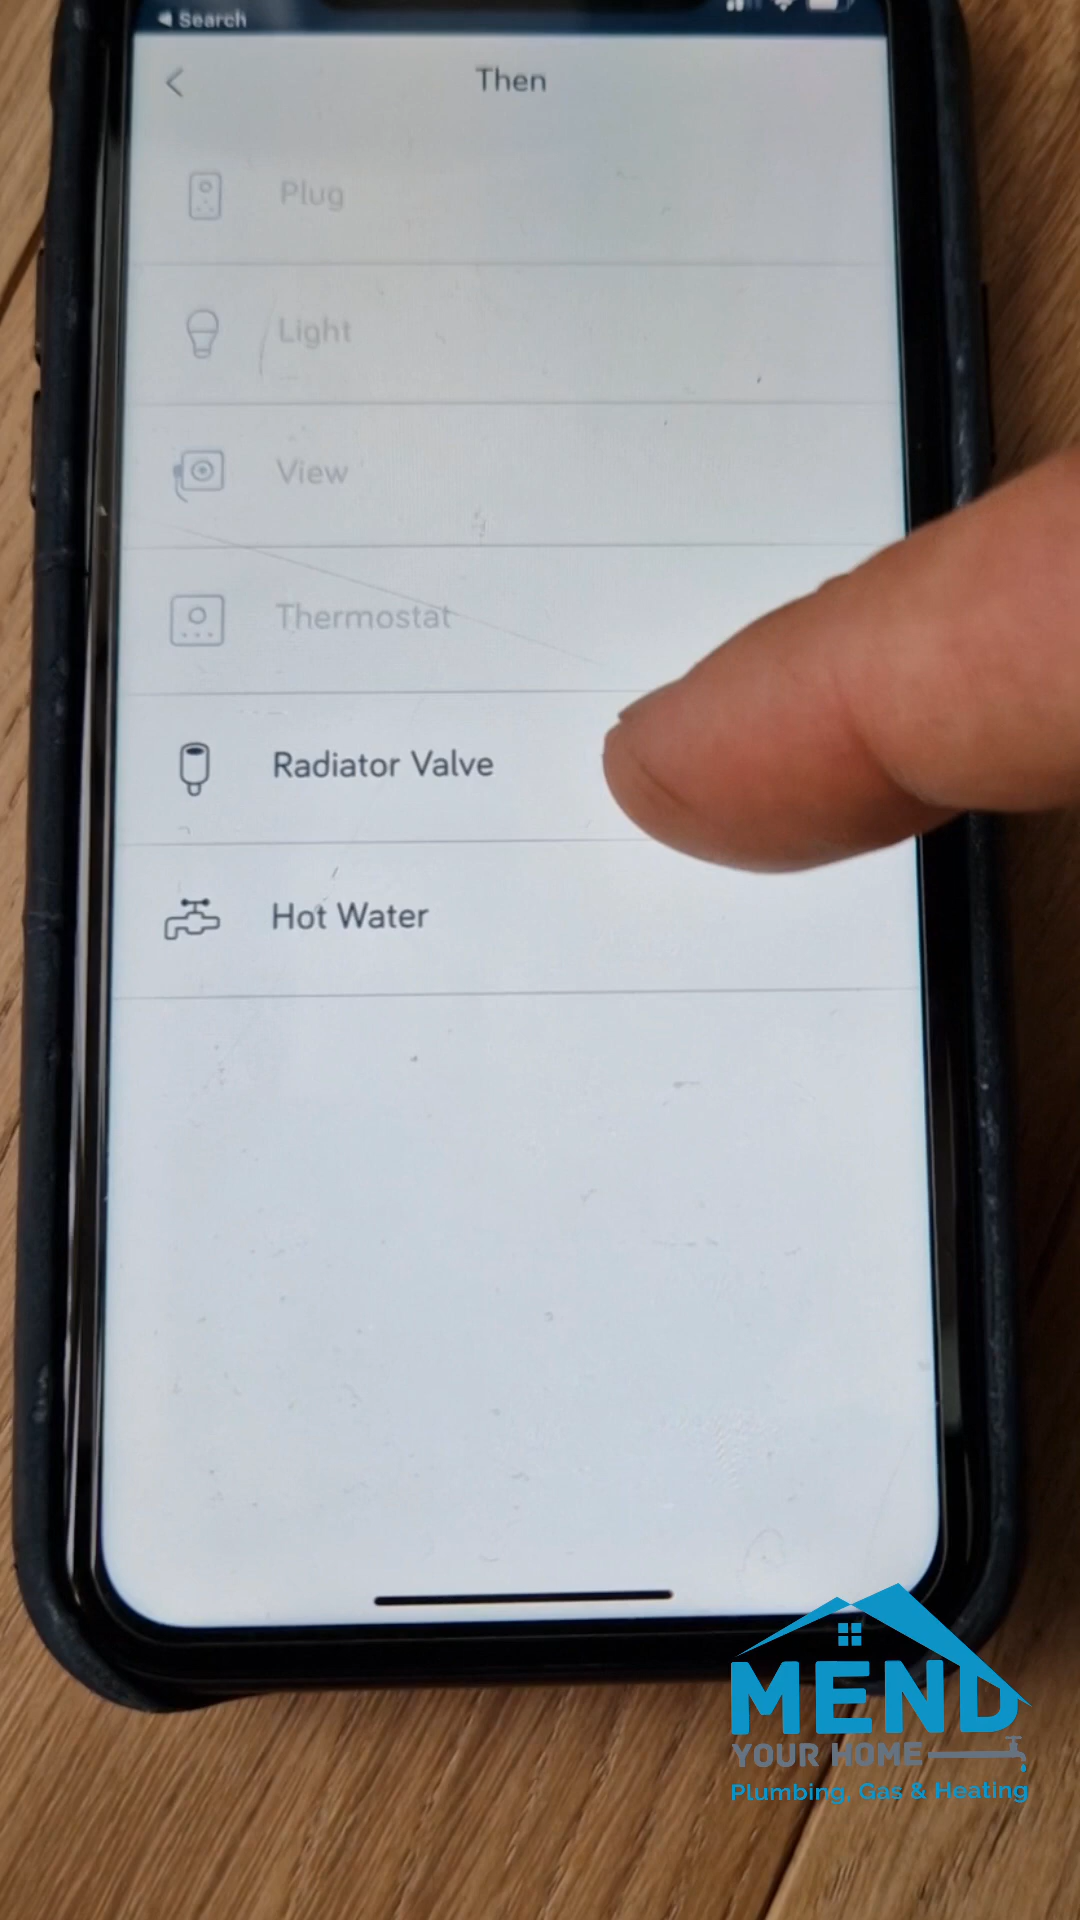 Search
Then
Plug
Light
View
Thermostat
Radiator Valve
Hot Water
MEND
YOUR HOME
Plumbing, Gas & Heating